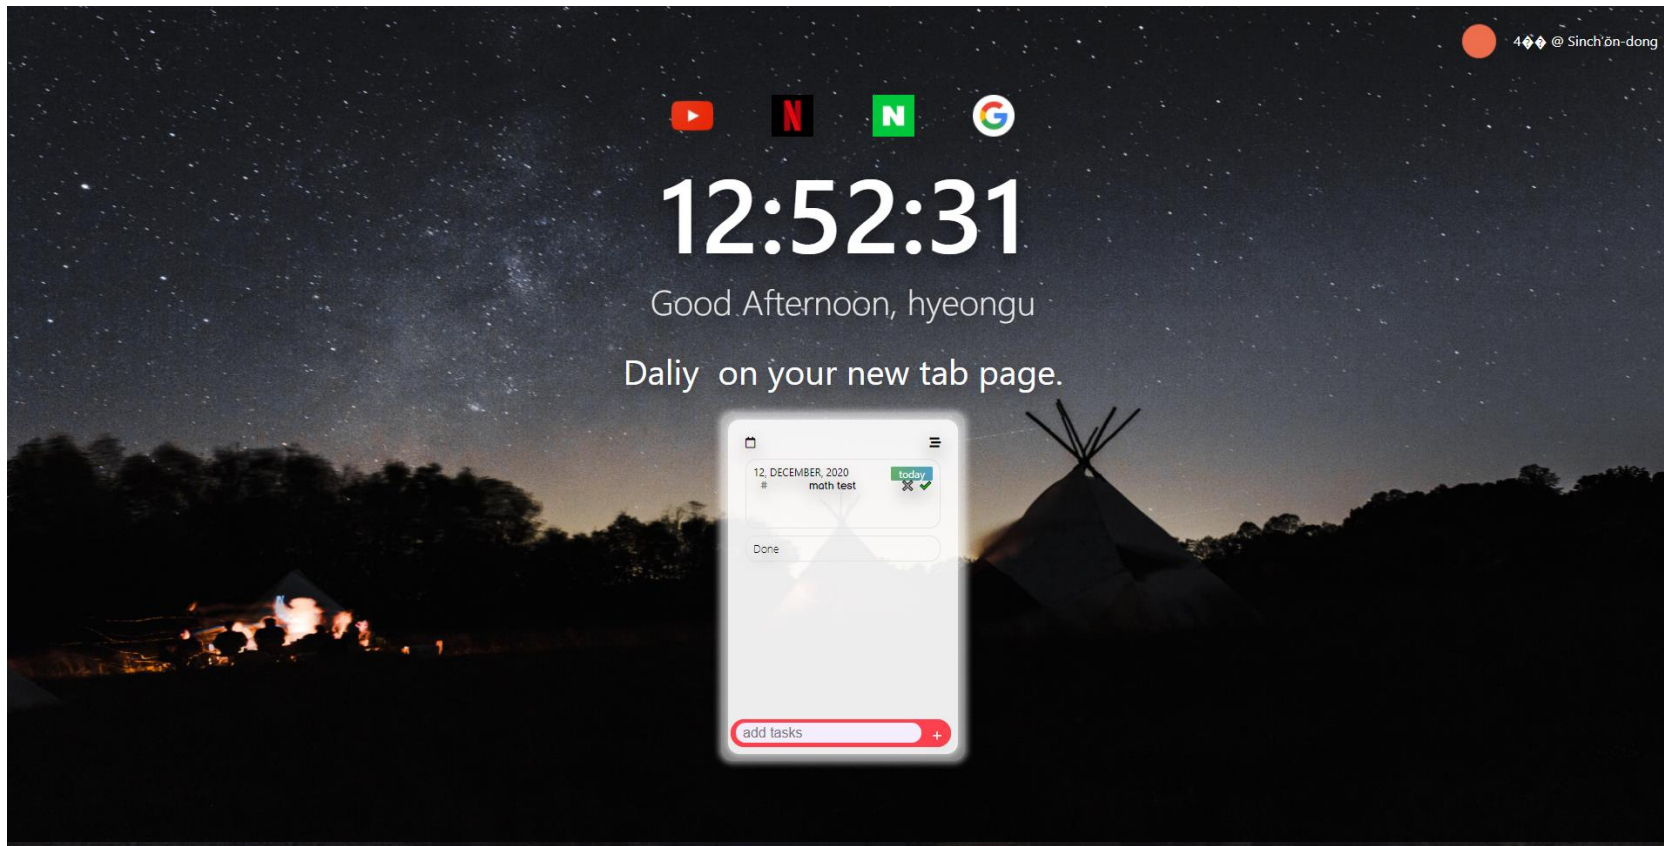 4�� @ Sinch'ŏn-dong
N
N
G
12:52:31
Good Afternoon, hyeongu
Daliy  on your new tab page.
12, DECEMBER, 2020
today
# math test
Done
add tasks
+